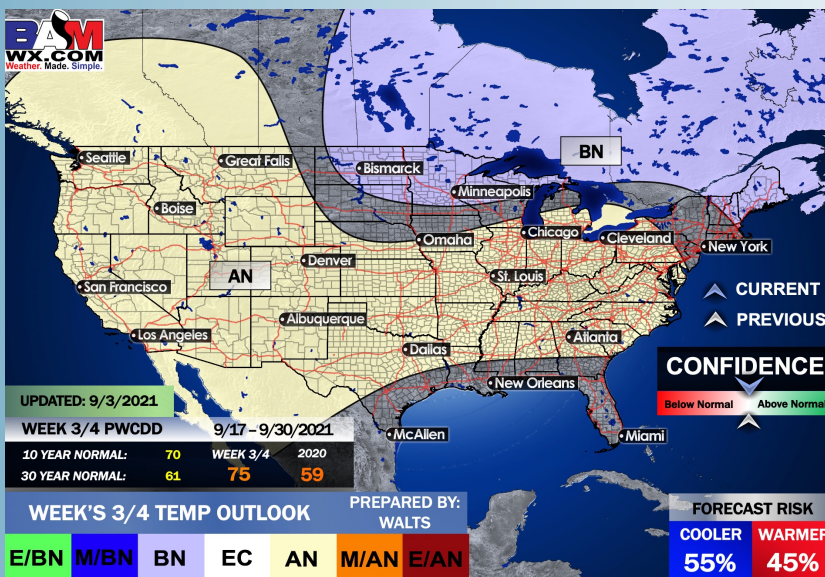 BAM
WX.COM
Weather. Made. Simple.
BN
Seattle
Great Falls
Bismarck
Minneapolis
Boise
Omaha
Chicago
Cleveland
New York
Denver
AN
St. Louis
San Francisco
CURRENT
PREVIOUS
Albuquerque
Los Angeles
Atlanta
Dallas
New Orleans
McAllen
Miami
CONFIDENCE
Below Normal
Above Normal
UPDATED: 9/3/2021
WEEK 3/4 PWCDD 9/17 – 9/30/2021
10 YEAR NORMAL: 70 WEEK 3/4 2020
30 YEAR NORMAL: 61 75 59
WEEK'S 3/4 TEMP OUTLOOK
PREPARED BY:
WALTS
E/BN M/BN BN EC AN M/AN E/AN
FORECAST RISK
COOLER WARMER
55% 45%